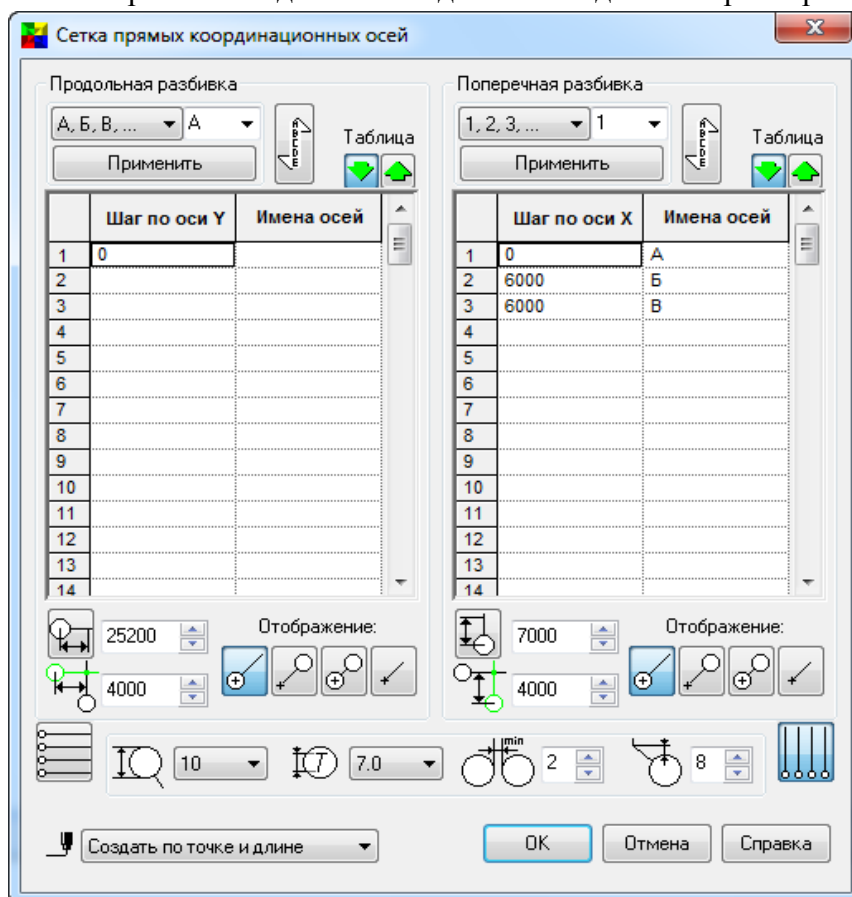 Сетка прямых координационных осей
x
Продольная разбивка
А, Б, В, ... А
Применить
A B C D E
Таблица
Шаг по оси Y Имена осей
1 0
2
3
4
5
6
7
8
9
10
11
12
13
14
25200
4000
Отображение:
Поперечная разбивка
1, 2, 3, ... 1
Применить
A B C D E
Таблица
Шаг по оси X Имена осей
1 0 А
2 6000 Б
3 6000 В
4
5
6
7
8
9
10
11
12
13
14
7000
4000
Отображение:
10
T 7.0
min 2
8
Создать по точке и длине
OK Отмена Справка